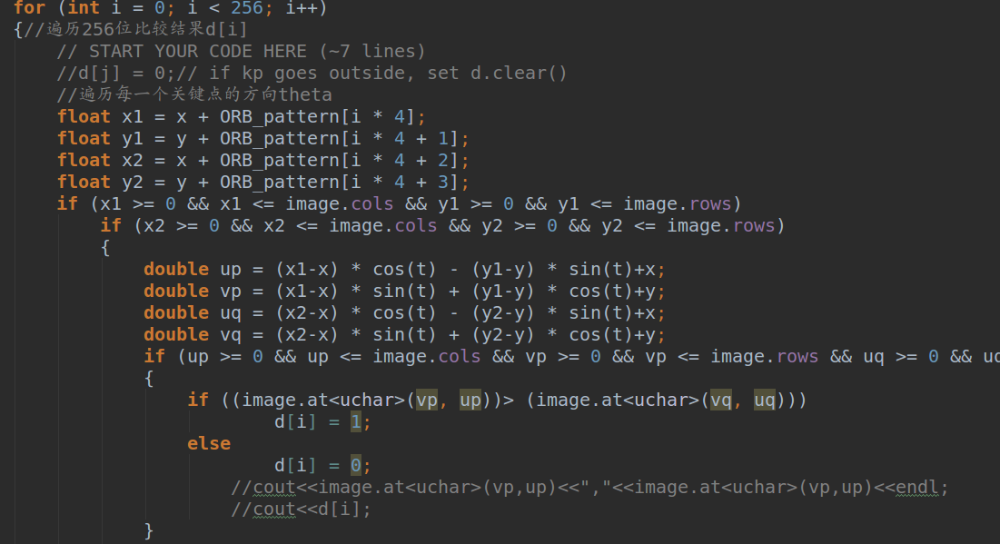 for (int i = 0; i < 256; i++)
{//遍历256位比较结果d[i]
// START YOUR CODE HERE (~7 lines)
//d[j] = 0;// if kp goes outside, set d.clear()
//遍历每一个关键点的方向theta
float x1 = x + ORB_pattern[i * 4];
float y1 = y + ORB_pattern[i * 4 + 1];
float x2 = x + ORB_pattern[i * 4 + 2];
float y2 = y + ORB_pattern[i * 4 + 3];
if (x1 >= 0 && x1 <= image.cols && y1 >= 0 && y1 <= image.rows)
if (x2 >= 0 && x2 <= image.cols && y2 >= 0 && y2 <= image.rows)
{
double up = (x1-x) * cos(t) - (y1-y) * sin(t)+x;
double vp = (x1-x) * sin(t) + (y1-y) * cos(t)+y;
double uq = (x2-x) * cos(t) - (y2-y) * sin(t)+x;
double vq = (x2-x) * sin(t) + (y2-y) * cos(t)+y;
if (up >= 0 && up <= image.cols && vp >= 0 && vp <= image.rows && uq >= 0 &&
{
if ((image.at<uchar>(vp, up))> (image.at<uchar>(vq, uq)))
d[i] = 1;
else
d[i] = 0;
//cout<<image.at<uchar>(vp,up)<<","<<image.at<uchar>(vp,up)<<endl;
//cout<<d[i];
}